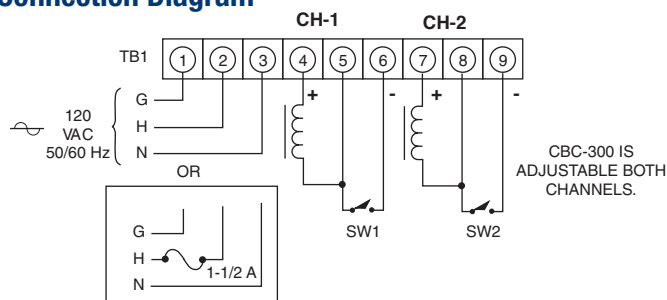 Connection Diagram
CH-1 CH-2
TB1 1 2 3 4 5 6 7 8 9
+ - + -
G
H
N
120
VAC
50/60 Hz
OR
G
H
N
1-1/2 A
SW1 SW2
CBC-300 IS
ADJUSTABLE BOTH
CHANNELS.